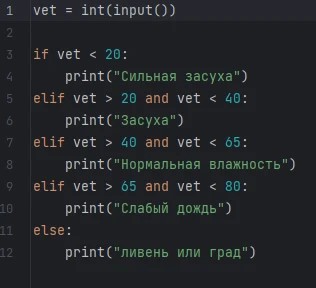 1 vet = int(input())
2
3 if vet < 20:
4     print("Сильная засуха")
5 elif vet > 20 and vet < 40:
6     print("Засуха")
7 elif vet > 40 and vet < 65:
8     print("Нормальная влажность")
9 elif vet > 65 and vet < 80:
10     print("Слабый дождь")
11 else:
12     print("ливень или град")